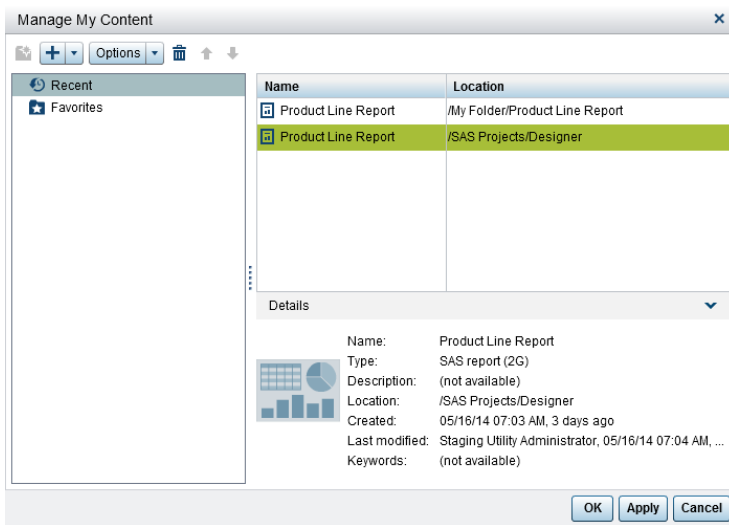 Manage My Content
Options
Recent
Favorites
Name Location
Product Line Report /My Folder/Product Line Report
Product Line Report /SAS Projects/Designer
Details
Name: Product Line Report
Type: SAS report (2G)
Description: (not available)
Location: /SAS Projects/Designer
Created: 05/16/14 07:03 AM, 3 days ago
Last modified: Staging Utility Administrator, 05/16/14 07:04 AM, ...
Keywords: (not available)
OK Apply Cancel